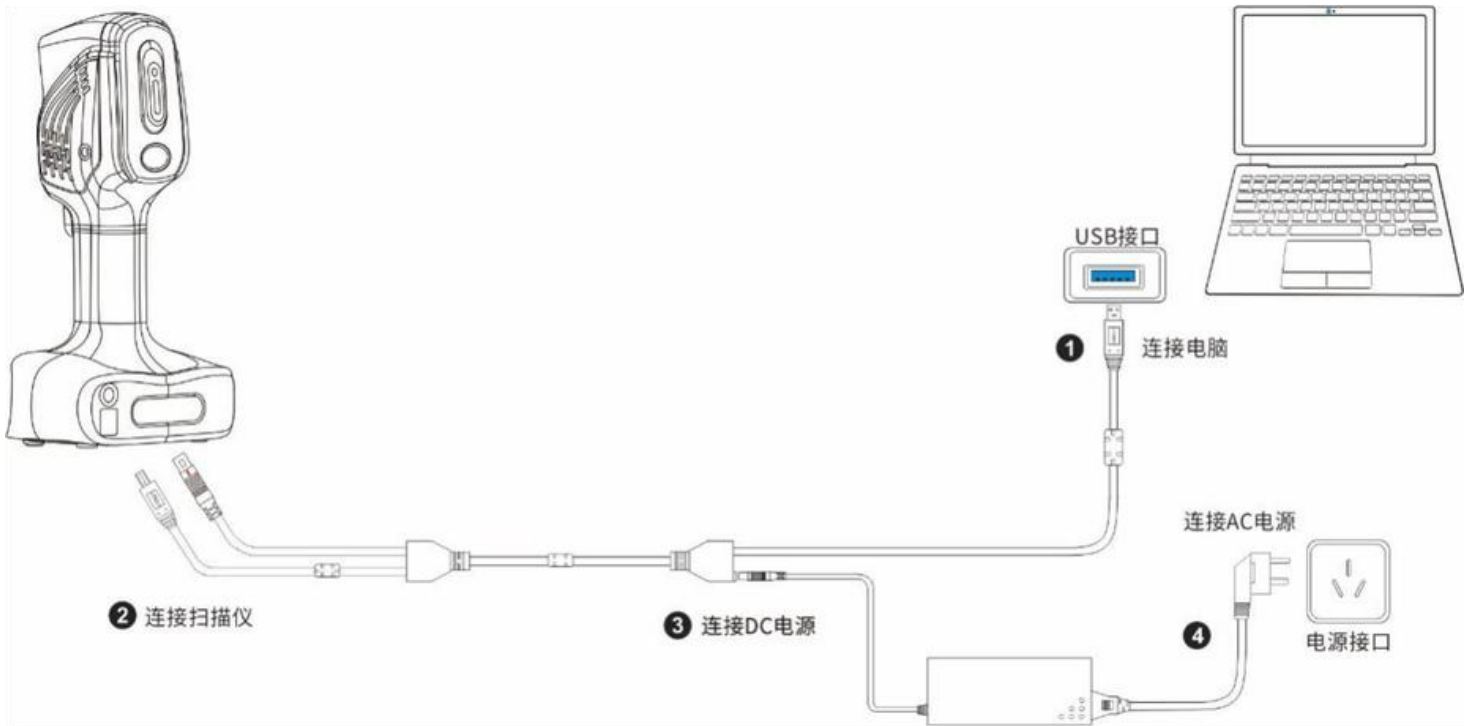 USB接口
❶ 连接电脑
连接AC电源
❷ 连接扫描仪
❸ 连接DC电源
❹
电源接口